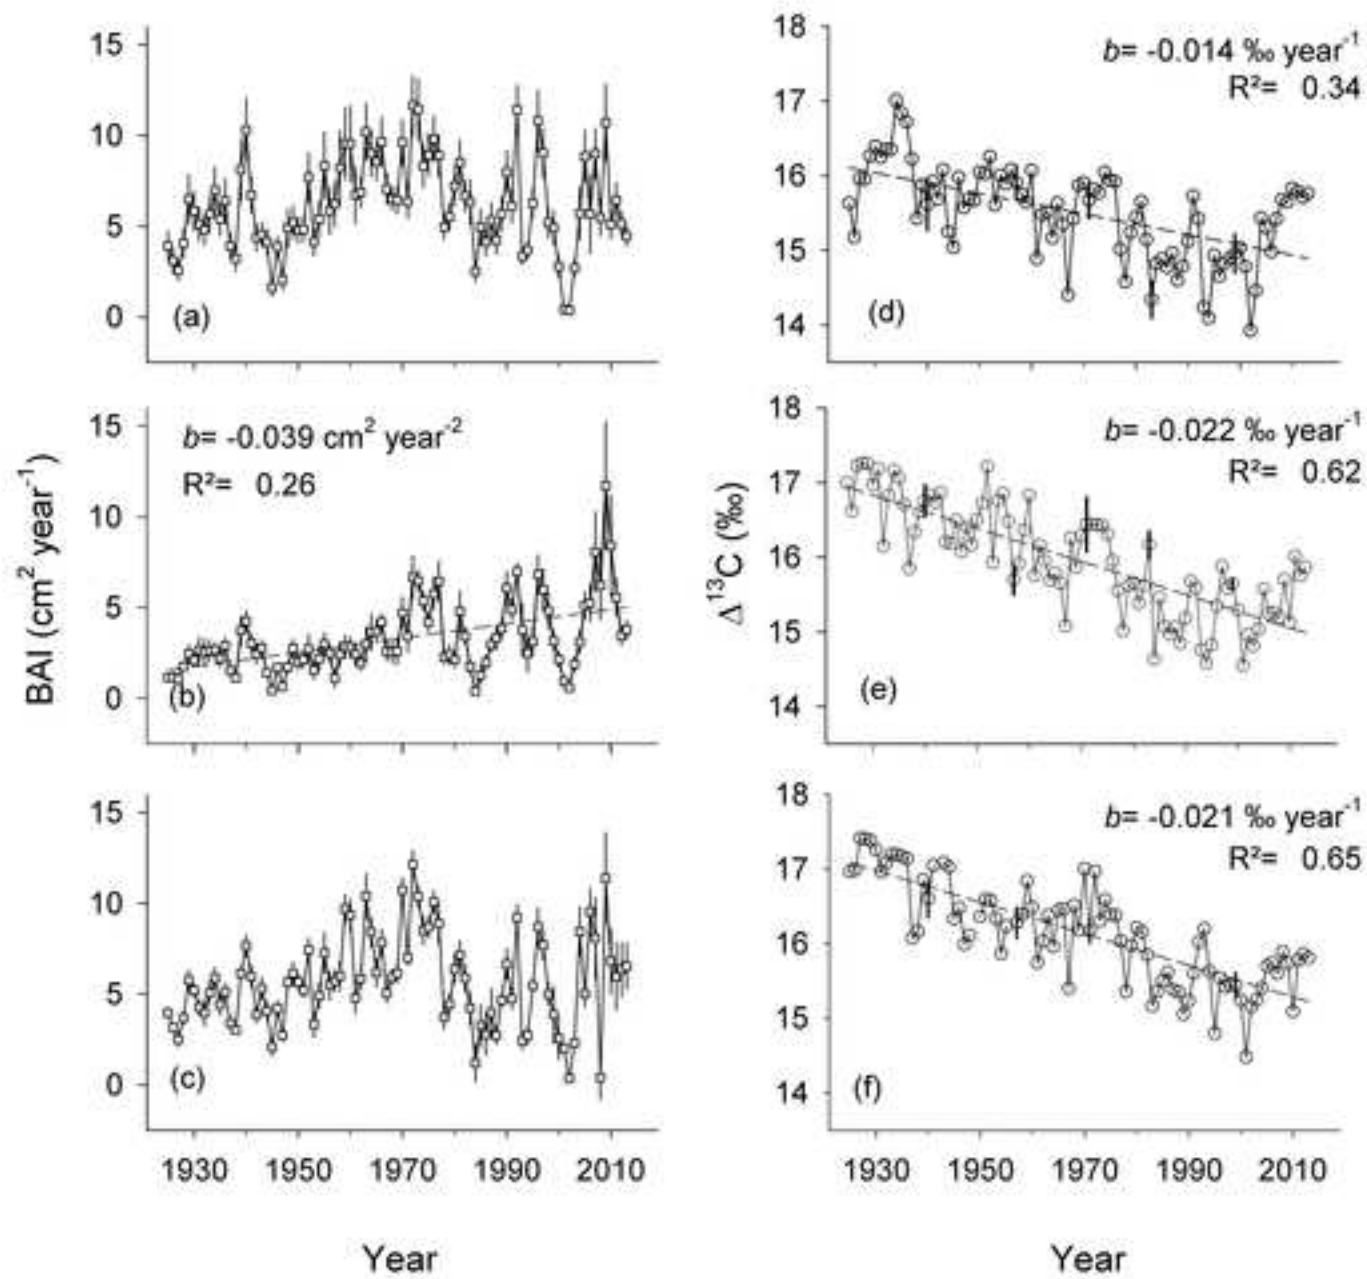 15
10
5
0
(a)
18
17
16
15
14
b= -0.014 ‰ year⁻¹
R²= 0.34
(d)
BAI (cm² year⁻¹)
15
10
5
0
b= -0.039 cm² year⁻²
R²= 0.26
(b)
Δ¹³C (‰)
18
17
16
15
14
b= -0.022 ‰ year⁻¹
R²= 0.62
(e)
15
10
5
0
(c)
1930 1950 1970 1990 2010
Year
18
17
16
15
14
b= -0.021 ‰ year⁻¹
R²= 0.65
(f)
1930 1950 1970 1990 2010
Year